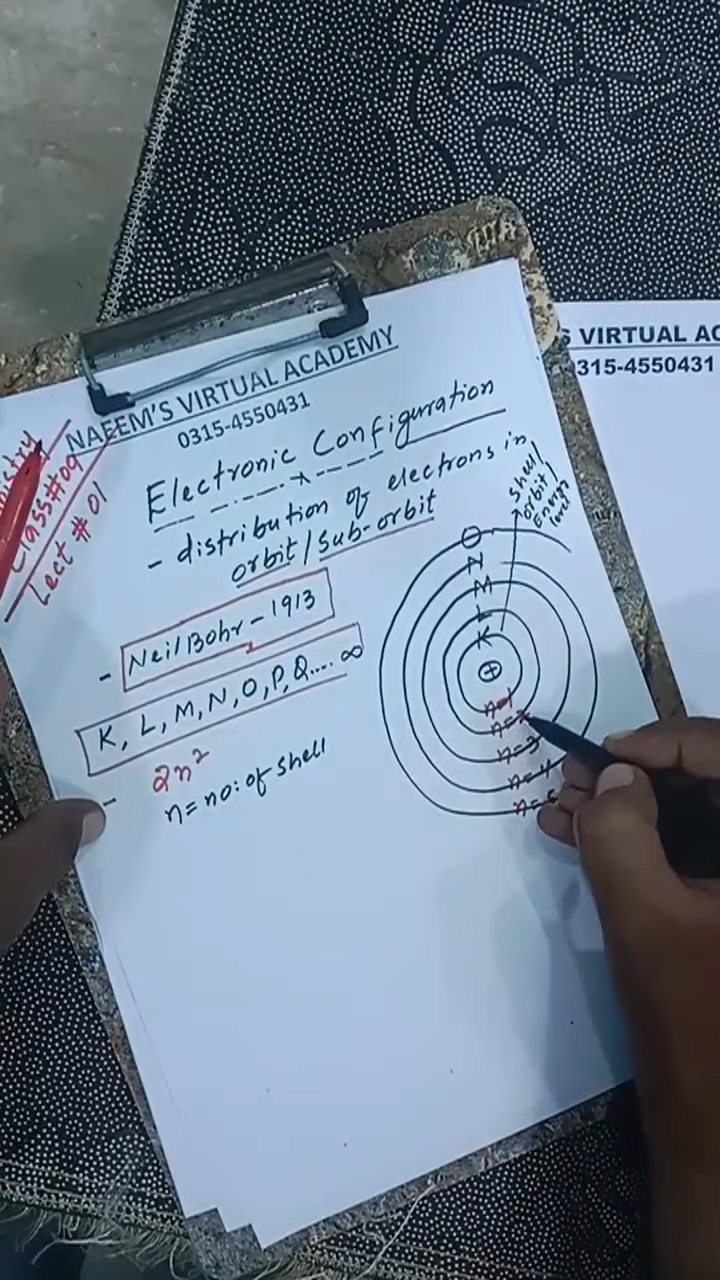 NAEEM'S VIRTUAL ACADEMY
0315-4550431
S VIRTUAL AC
315-4550431
Class#09
Lect # 01
Electronic Configuration
- distribution of electrons in
orbit/Sub-orbit
shell/
orbit/
Energy
level
- Neil Bohr - 1913
K, L, M, N, O, P, Q.... ∞
- 2n²
n = no: of shell
O
N
M
L
K
+
n=1
n=2
n=3
n=4
n=5